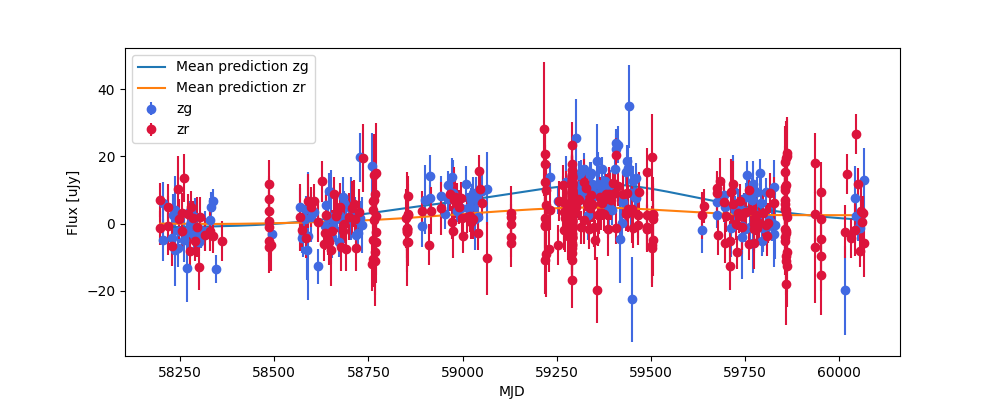 Mean prediction zg
Mean prediction zr
zg
zr
Flux [uJy]
40
20
0
−20
58250
58500
58750
59000
59250
59500
59750
60000
MJD